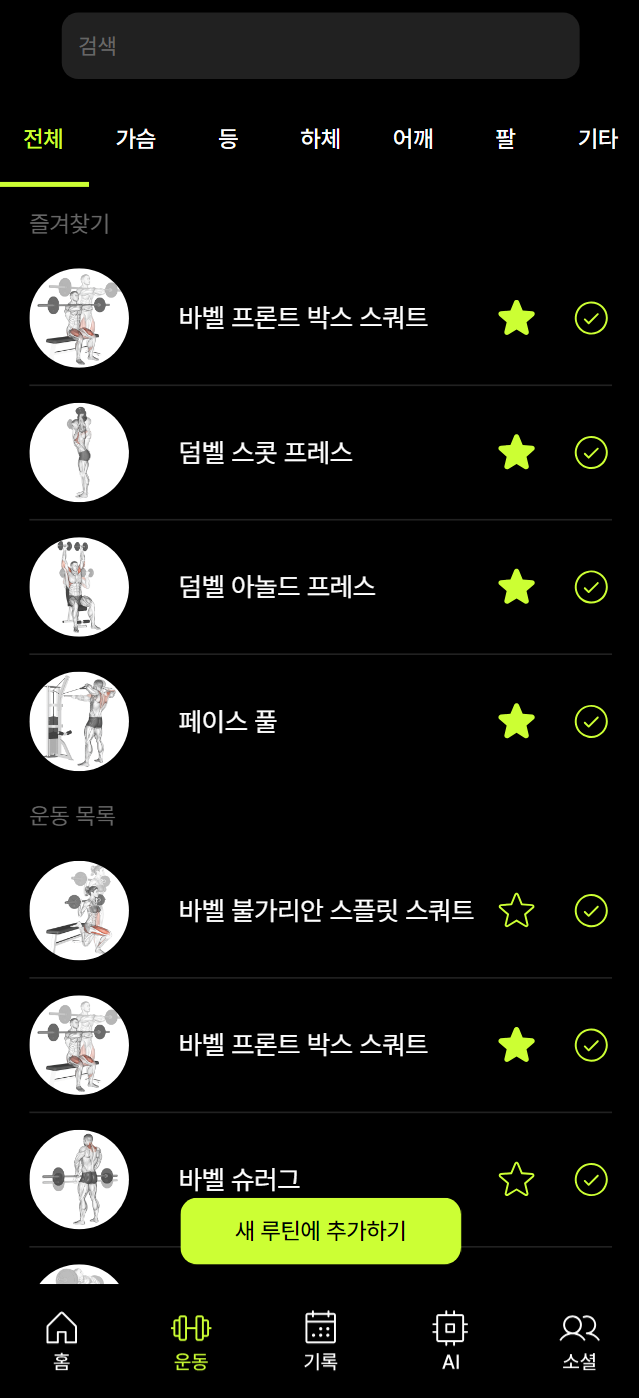 검색
전체 가슴 등 하체 어깨 팔 기타
즐겨찾기
바벨 프론트 박스 스쿼트
덤벨 스콧 프레스
덤벨 아놀드 프레스
페이스 풀
운동 목록
바벨 불가리안 스플릿 스쿼트
바벨 프론트 박스 스쿼트
바벨 슈러그
새 루틴에 추가하기
홈 운동 기록 AI 소셜